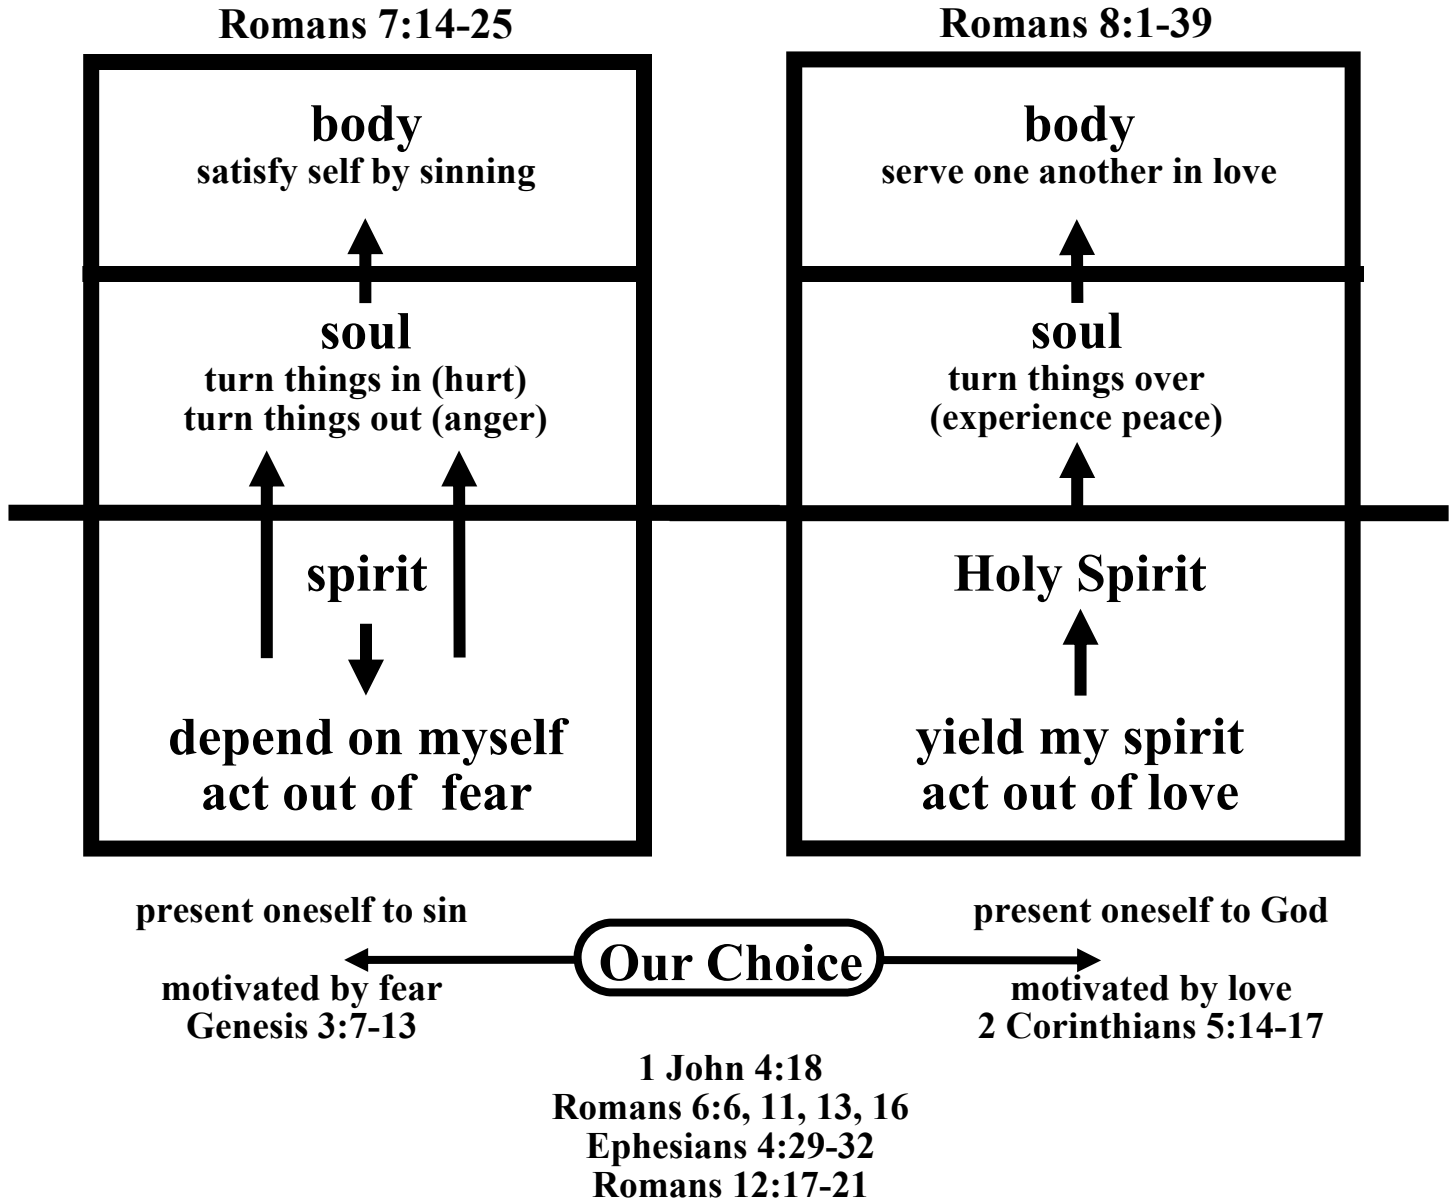 Romans 7:14-25
body
satisfy self by sinning
soul
turn things in (hurt)
turn things out (anger)
spirit
depend on myself
act out of  fear
Romans 8:1-39
body
serve one another in love
soul
turn things over
(experience peace)
Holy Spirit
yield my spirit
act out of love
present oneself to sin
motivated by fear
Genesis 3:7-13
Our Choice
present oneself to God
motivated by love
2 Corinthians 5:14-17
1 John 4:18
Romans 6:6, 11, 13, 16
Ephesians 4:29-32
Romans 12:17-21